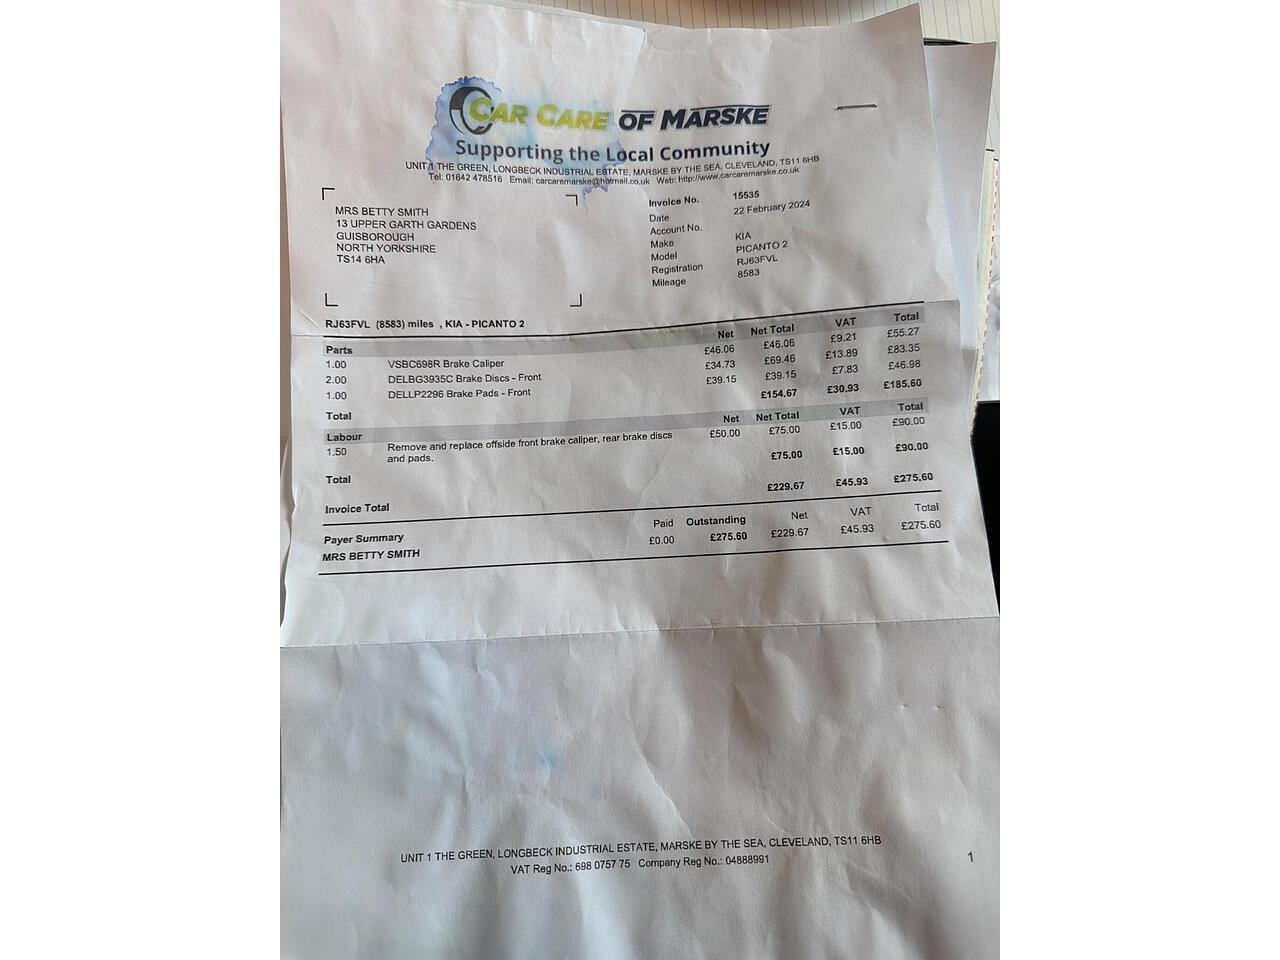 CAR CARE OF MARSKE
Supporting the Local Community
UNIT 1 THE GREEN, LONGBECK INDUSTRIAL ESTATE, MARSKE BY THE SEA, CLEVELAND, TS11 6HB
Tel: 01642 478516 Email: carcaremarske@hotmail.co.uk Web: http://www.carcaremarske.co.uk
MRS BETTY SMITH
13 UPPER GARTH GARDENS
GUISBOROUGH
NORTH YORKSHIRE
TS14 6HA
Invoice No. 15535
Date 22 February 2024
Account No.
Make KIA
Model PICANTO 2
Registration RJ63FVL
Mileage 8583
RJ63FVL (8583) miles , KIA - PICANTO 2
Parts Net Net Total VAT Total
1.00 VSBC698R Brake Caliper £46.06 £46.06 £9.21 £55.27
2.00 DELBG3935C Brake Discs - Front £34.73 £69.46 £13.89 £83.35
1.00 DELLP2296 Brake Pads - Front £39.15 £39.15 £7.83 £46.98
Total £154.67 £30.93 £185.60
Labour Net Net Total VAT Total
1.50 Remove and replace offside front brake caliper, rear brake discs £50.00 £75.00 £15.00 £90.00
and pads.
Total £75.00 £15.00 £90.00
Invoice Total £229.67 £45.93 £275.60
Payer Summary Paid Outstanding Net VAT Total
MRS BETTY SMITH £0.00 £275.60 £229.67 £45.93 £275.60
UNIT 1 THE GREEN, LONGBECK INDUSTRIAL ESTATE, MARSKE BY THE SEA, CLEVELAND, TS11 6HB
VAT Reg No.: 698 0757 75 Company Reg No.: 04888991
1